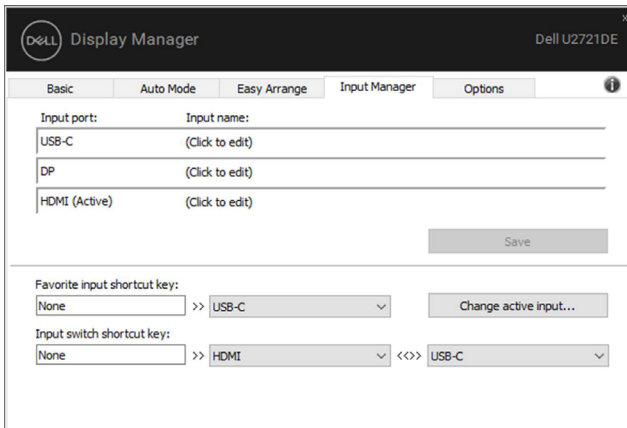 DELL Display Manager Dell U2721DE
Basic Auto Mode Easy Arrange Input Manager Options
Input port: Input name:
USB-C (Click to edit)
DP (Click to edit)
HDMI (Active) (Click to edit)
Save
Favorite input shortcut key:
None >> USB-C Change active input...
Input switch shortcut key:
None >> HDMI <<>> USB-C